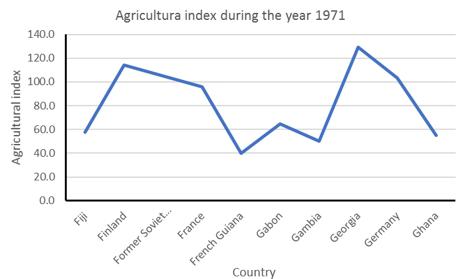 Agricultura index during the year 1971
140.0
120.0
100.0
80.0
60.0
40.0
20.0
0.0
Agricultural index
Fiji
Finland
Former Soviet...
France
French Guiana
Gabon
Gambia
Georgia
Germany
Ghana
Country